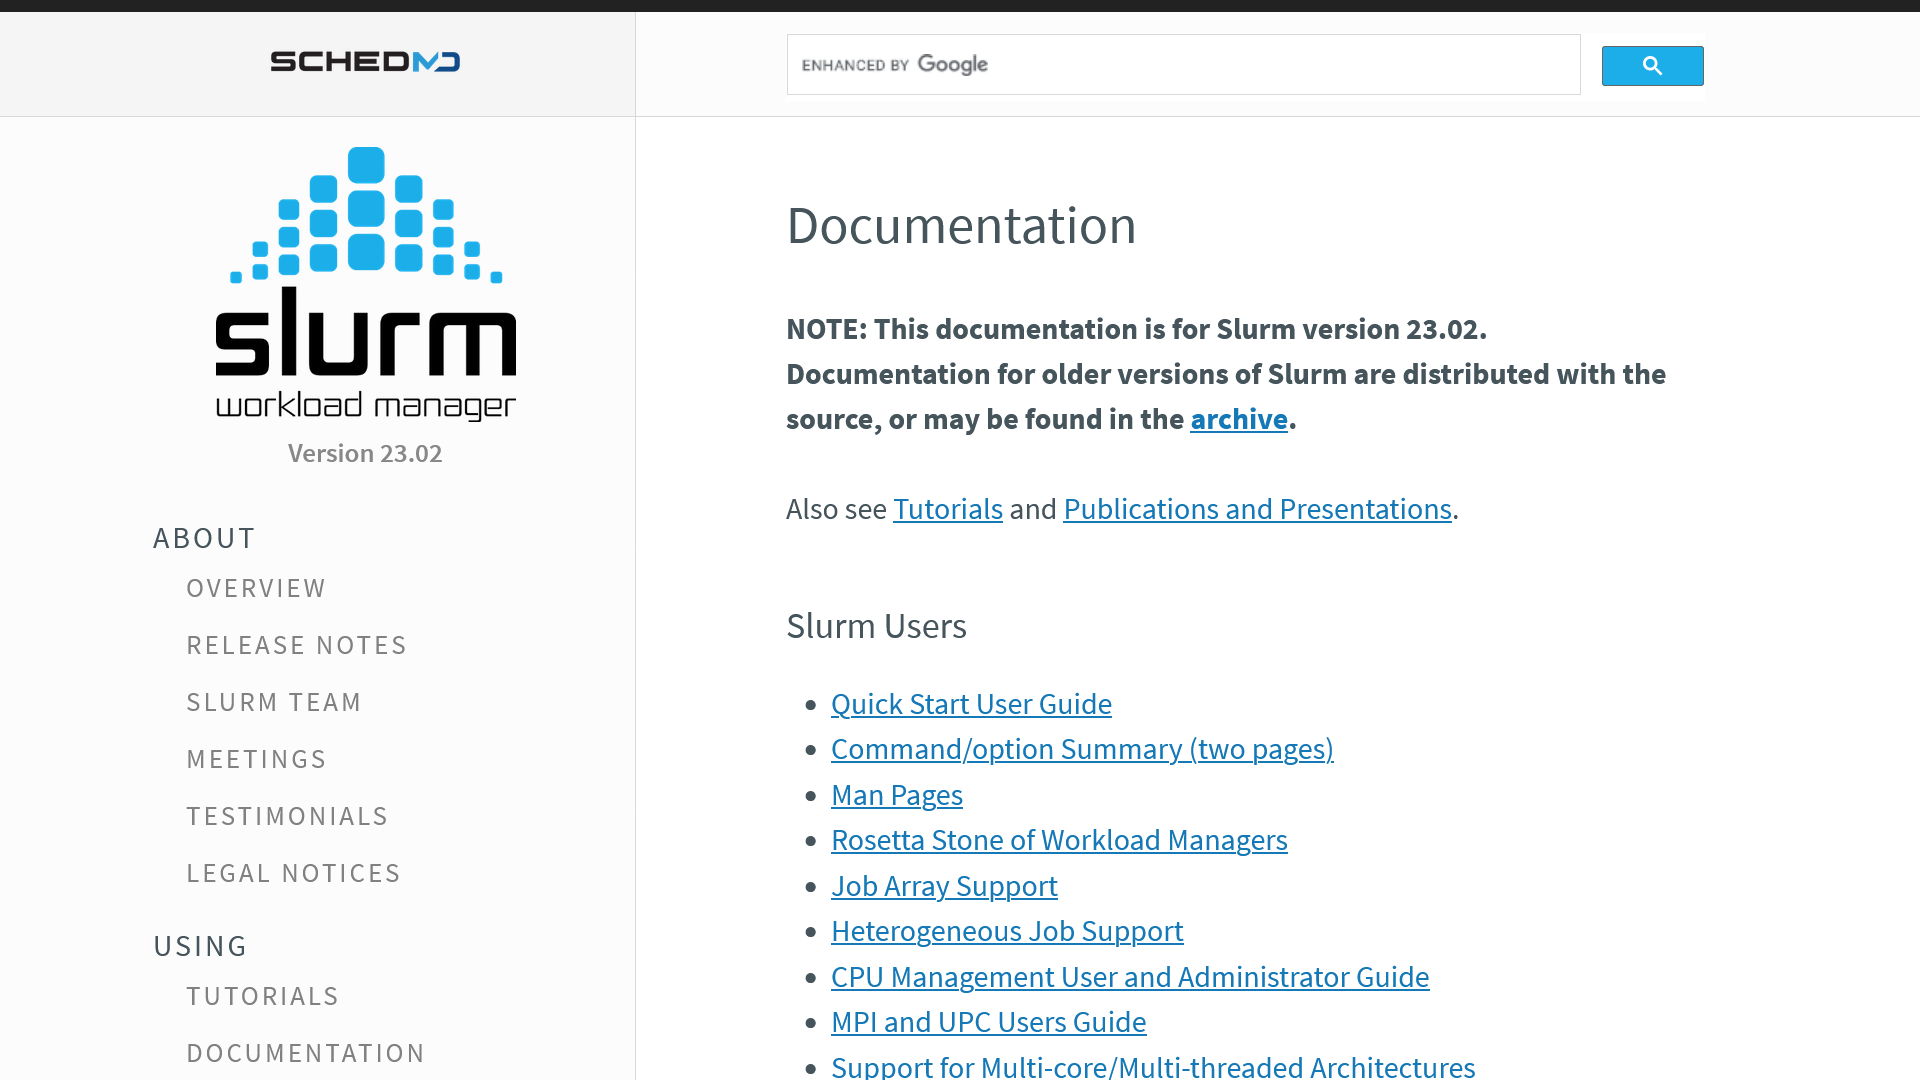 SCHEDMD
ENHANCED BY Google
slurm
workload manager
Version 23.02
ABOUT
OVERVIEW
RELEASE NOTES
SLURM TEAM
MEETINGS
TESTIMONIALS
LEGAL NOTICES
USING
TUTORIALS
DOCUMENTATION
Documentation
NOTE: This documentation is for Slurm version 23.02.
Documentation for older versions of Slurm are distributed with the
source, or may be found in the archive.
Also see Tutorials and Publications and Presentations.
Slurm Users
Quick Start User Guide
Command/option Summary (two pages)
Man Pages
Rosetta Stone of Workload Managers
Job Array Support
Heterogeneous Job Support
CPU Management User and Administrator Guide
MPI and UPC Users Guide
Support for Multi-core/Multi-threaded Architectures